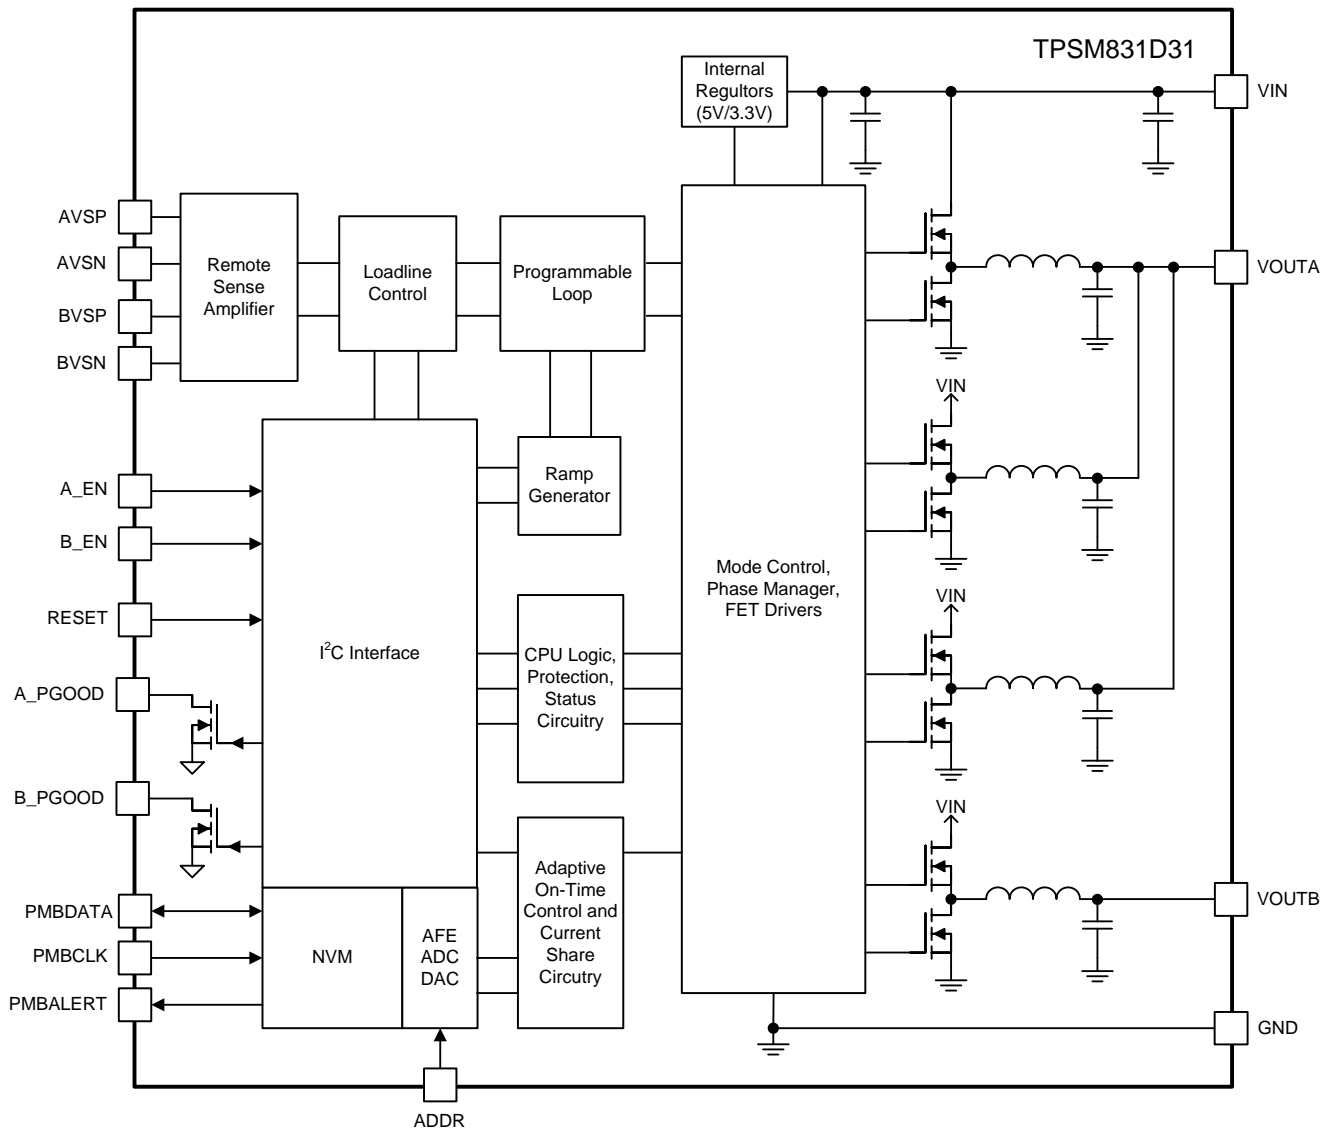 TPSM831D31
Internal
Regultors
(5V/3.3V)
VIN
AVSP
AVSN
BVSP
BVSN
Remote
Sense
Amplifier
Loadline
Control
Programmable
Loop
VOUTA
VIN
A_EN
B_EN
RESET
A_PGOOD
B_PGOOD
PMBDATA
PMBCLK
PMBALERT
I²C Interface
Ramp
Generator
Mode Control,
Phase Manager,
FET Drivers
VIN
CPU Logic,
Protection,
Status
Circuitry
VIN
Adaptive
On-Time
Control and
Current
Share
Circutry
NVM
AFE
ADC
DAC
VOUTB
GND
ADDR